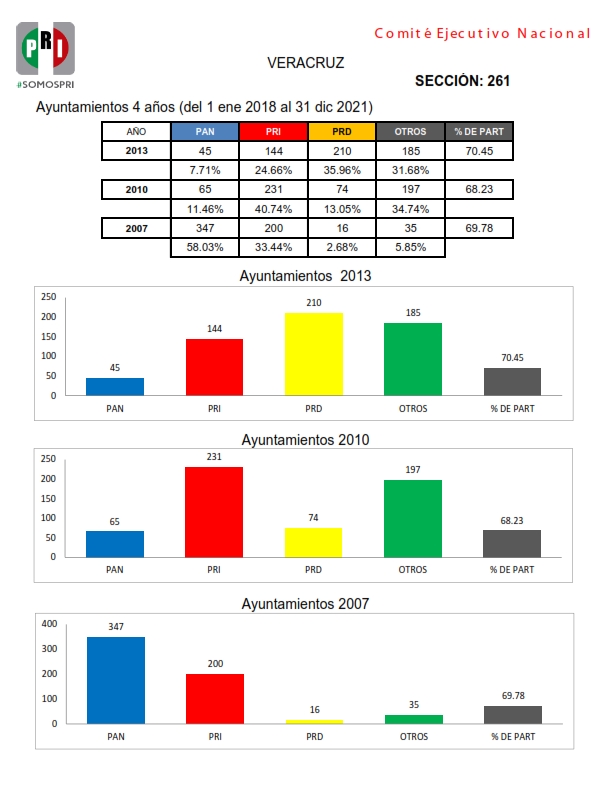 PRI
#SOMOSPRI
Comité Ejecutivo Nacional
VERACRUZ
SECCIÓN: 261
Ayuntamientos 4 años (del 1 ene 2018 al 31 dic 2021)
AÑO PAN PRI PRD OTROS % DE PART
2013 45 144 210 185 70.45
7.71% 24.66% 35.96% 31.68%
2010 65 231 74 197 68.23
11.46% 40.74% 13.05% 34.74%
2007 347 200 16 35 69.78
58.03% 33.44% 2.68% 5.85%
Ayuntamientos 2013
250
200
150
100
50
0
45
144
210
185
70.45
PAN PRI PRD OTROS % DE PART
Ayuntamientos 2010
250
200
150
100
50
0
65
231
74
197
68.23
PAN PRI PRD OTROS % DE PART
Ayuntamientos 2007
400
300
200
100
0
347
200
16
35
69.78
PAN PRI PRD OTROS % DE PART